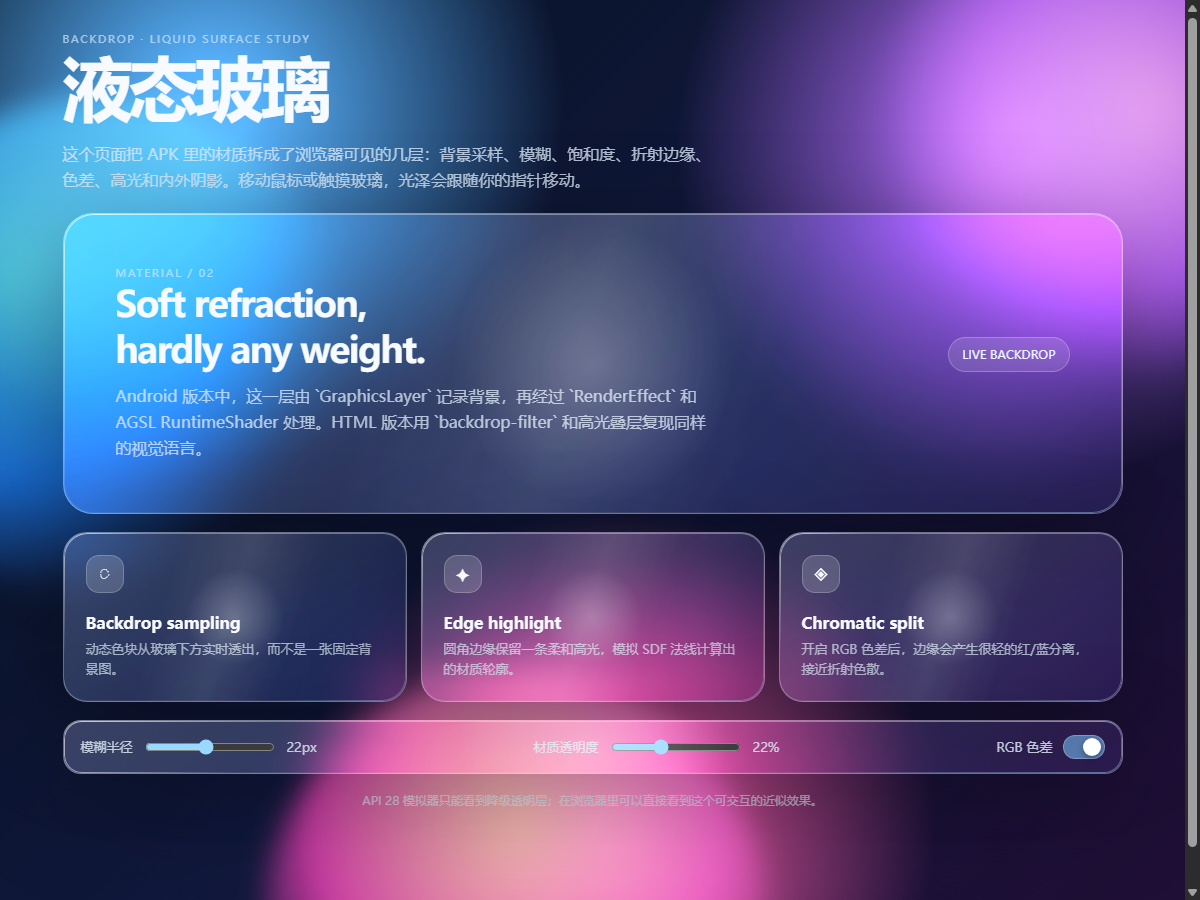 BACKDROP · LIQUID SURFACE STUDY
液态玻璃
这个页面把 APK 里的材质拆成了浏览器可见的几层：背景采样、模糊、饱和度、折射边缘、
色差、高光和内外阴影。移动鼠标或触摸玻璃，光泽会跟随你的指针移动。
MATERIAL / 02
Soft refraction,
hardly any weight.
LIVE BACKDROP
Android 版本中，这一层由 `GraphicsLayer` 记录背景，再经过 `RenderEffect` 和
AGSL RuntimeShader 处理。HTML 版本用 `backdrop-filter` 和高光叠层复现同样
的视觉语言。
Backdrop sampling
动态色块从玻璃下方实时透出，而不是一张固定背
景图。
Edge highlight
圆角边缘保留一条柔和高光，模拟 SDF 法线计算出
的材质轮廓。
Chromatic split
开启 RGB 色差后，边缘会产生很轻的红/蓝分离，
接近折射色散。
模糊半径 22px 材质透明度 22% RGB 色差
API 28 模拟器只能看到降级透明层；在浏览器里可以直接看到这个可交互的近似效果。